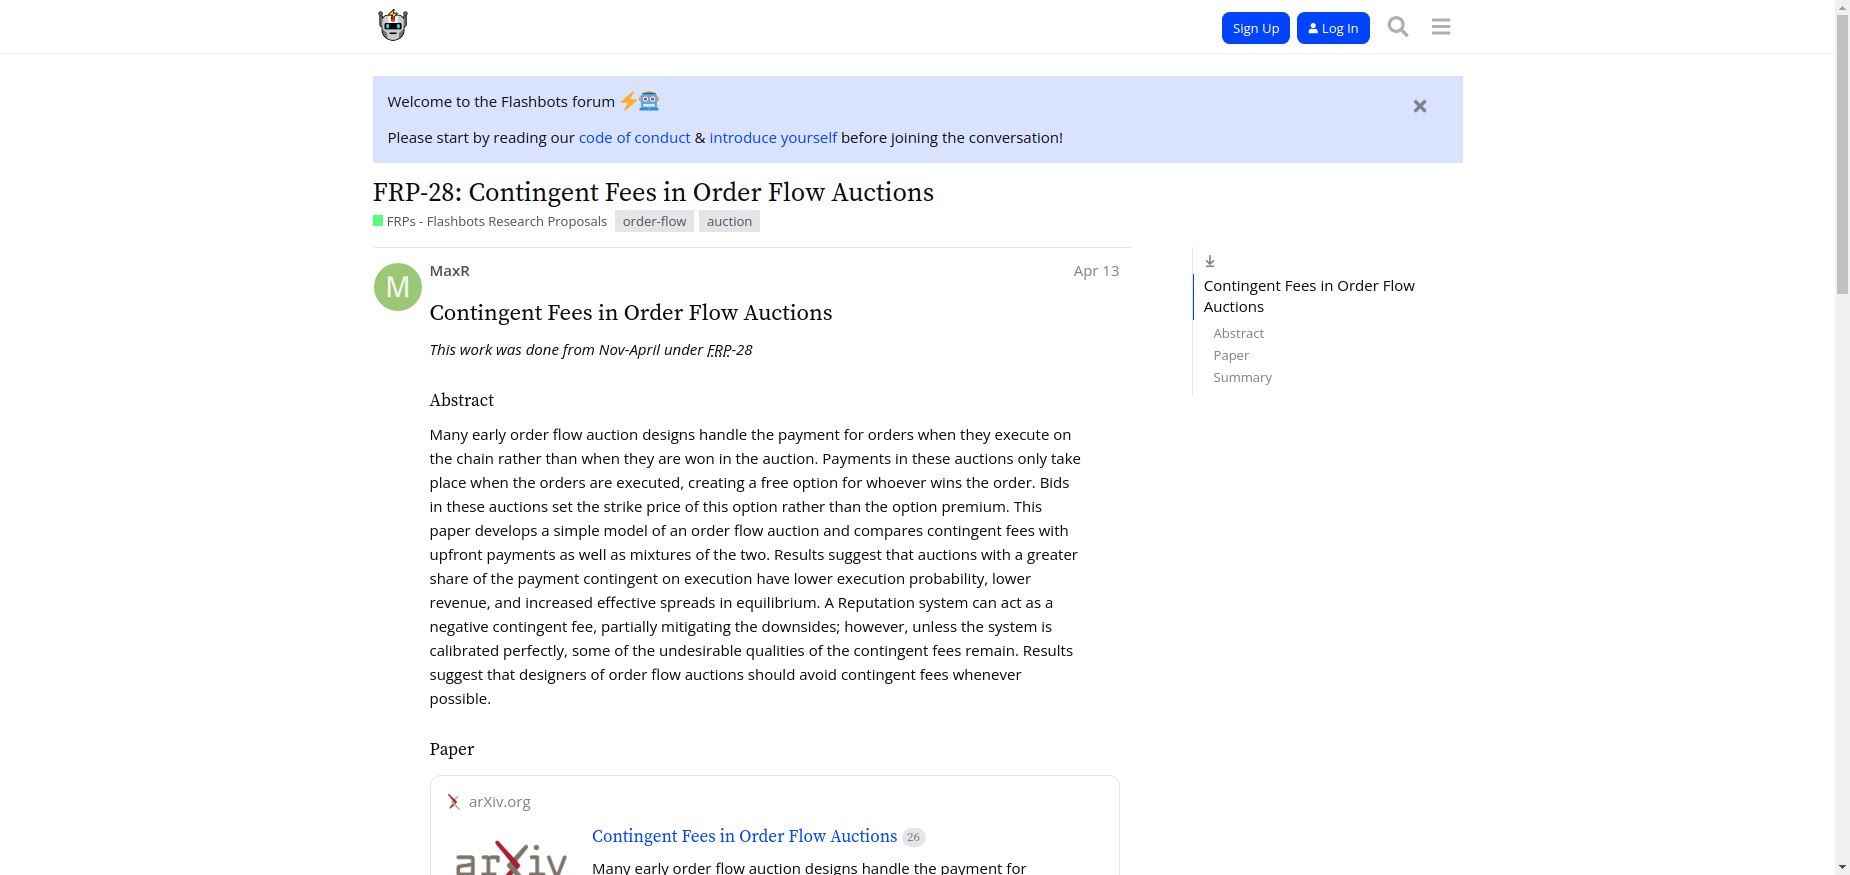 Sign Up
Log In
Welcome to the Flashbots forum
Please start by reading our code of conduct & introduce yourself before joining the conversation!
FRP-28: Contingent Fees in Order Flow Auctions
FRPs - Flashbots Research Proposals order-flow auction
M
MaxR
Apr 13
Contingent Fees in Order Flow Auctions
This work was done from Nov-April under FRP-28
Abstract
Many early order flow auction designs handle the payment for orders when they execute on
the chain rather than when they are won in the auction. Payments in these auctions only take
place when the orders are executed, creating a free option for whoever wins the order. Bids
in these auctions set the strike price of this option rather than the option premium. This
paper develops a simple model of an order flow auction and compares contingent fees with
upfront payments as well as mixtures of the two. Results suggest that auctions with a greater
share of the payment contingent on execution have lower execution probability, lower
revenue, and increased effective spreads in equilibrium. A Reputation system can act as a
negative contingent fee, partially mitigating the downsides; however, unless the system is
calibrated perfectly, some of the undesirable qualities of the contingent fees remain. Results
suggest that designers of order flow auctions should avoid contingent fees whenever
possible.
Paper
arXiv.org
arXiv
Contingent Fees in Order Flow Auctions 26
Many early order flow auction designs handle the payment for
Contingent Fees in Order Flow
Auctions
Abstract
Paper
Summary